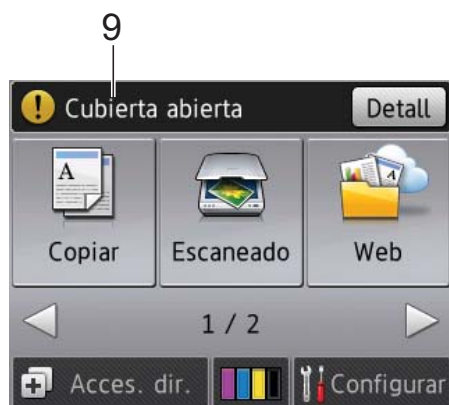 9
! Cubierta abierta Detall
A A A
Copiar Escaneado Web
1 / 2
Acces. dir. Configurar